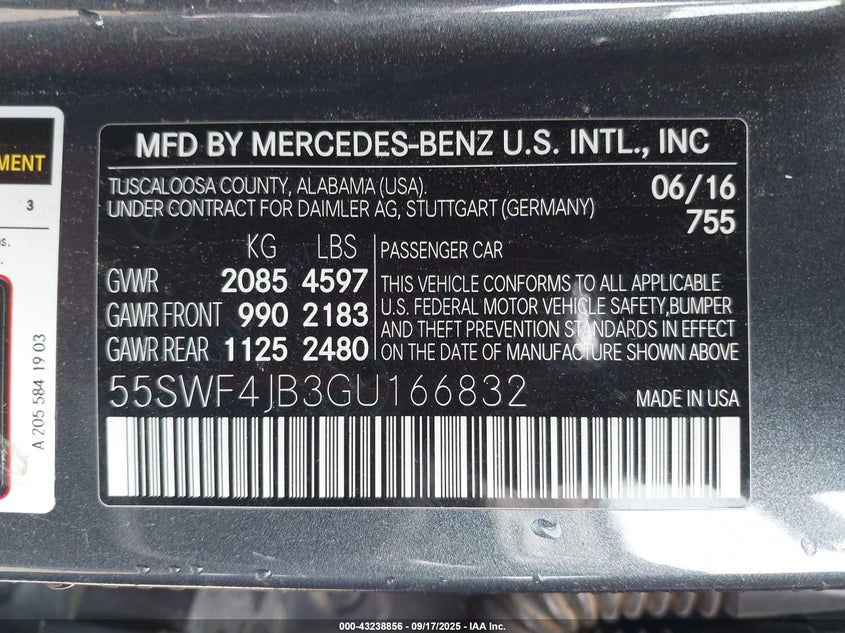 MFD BY MERCEDES-BENZ U.S. INTL., INC
TUSCALOOSA COUNTY, ALABAMA (USA). 06/16
UNDER CONTRACT FOR DAIMLER AG, STUTTGART (GERMANY) 755
KG LBS PASSENGER CAR
GVWR 2085 4597 THIS VEHICLE CONFORMS TO ALL APPLICABLE
GAWR FRONT 990 2183 U.S. FEDERAL MOTOR VEHICLE SAFETY,BUMPER
AND THEFT PREVENTION STANDARDS IN EFFECT
GAWR REAR 1125 2480 ON THE DATE OF MANUFACTURE SHOWN ABOVE
55SWF4JB3GU166832 MADE IN USA
MENT
3
A 205 584 19 03
000-43238856 - 09/17/2025 - IAA Inc.